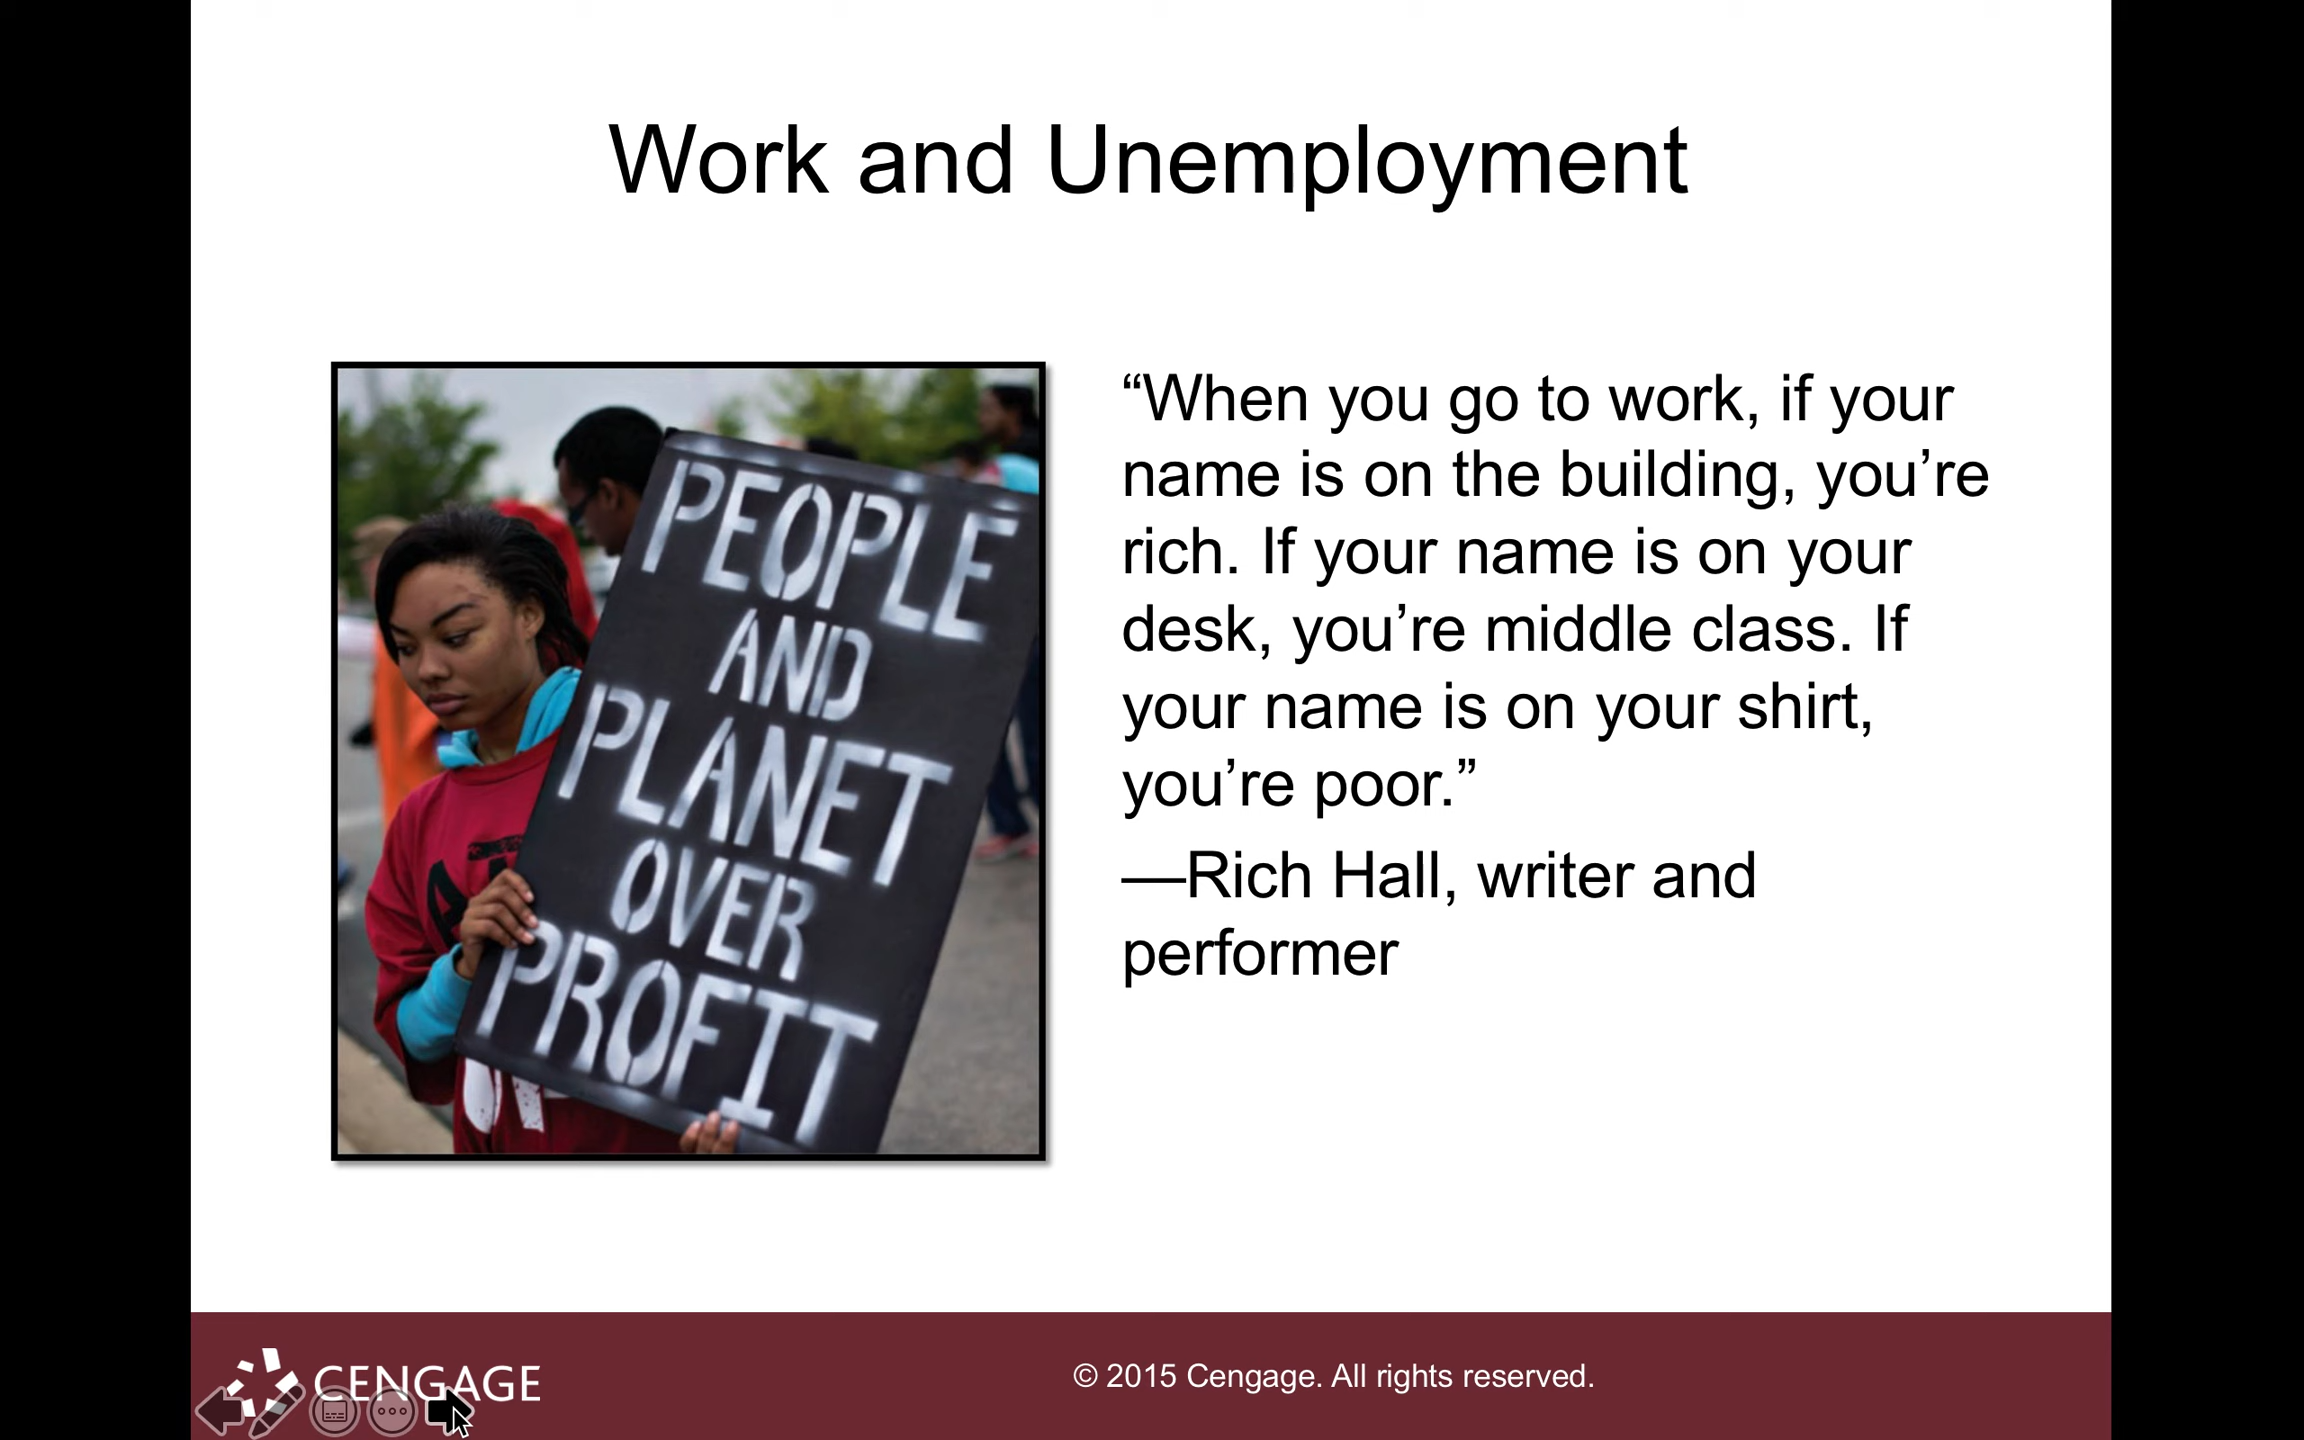 Work and Unemployment
PEOPLE
AND
PLANET
OVER
PROFIT
“When you go to work, if your
name is on the building, you’re
rich. If your name is on your
desk, you’re middle class. If
your name is on your shirt,
you’re poor.”
—Rich Hall, writer and
performer
CENGAGE
© 2015 Cengage. All rights reserved.